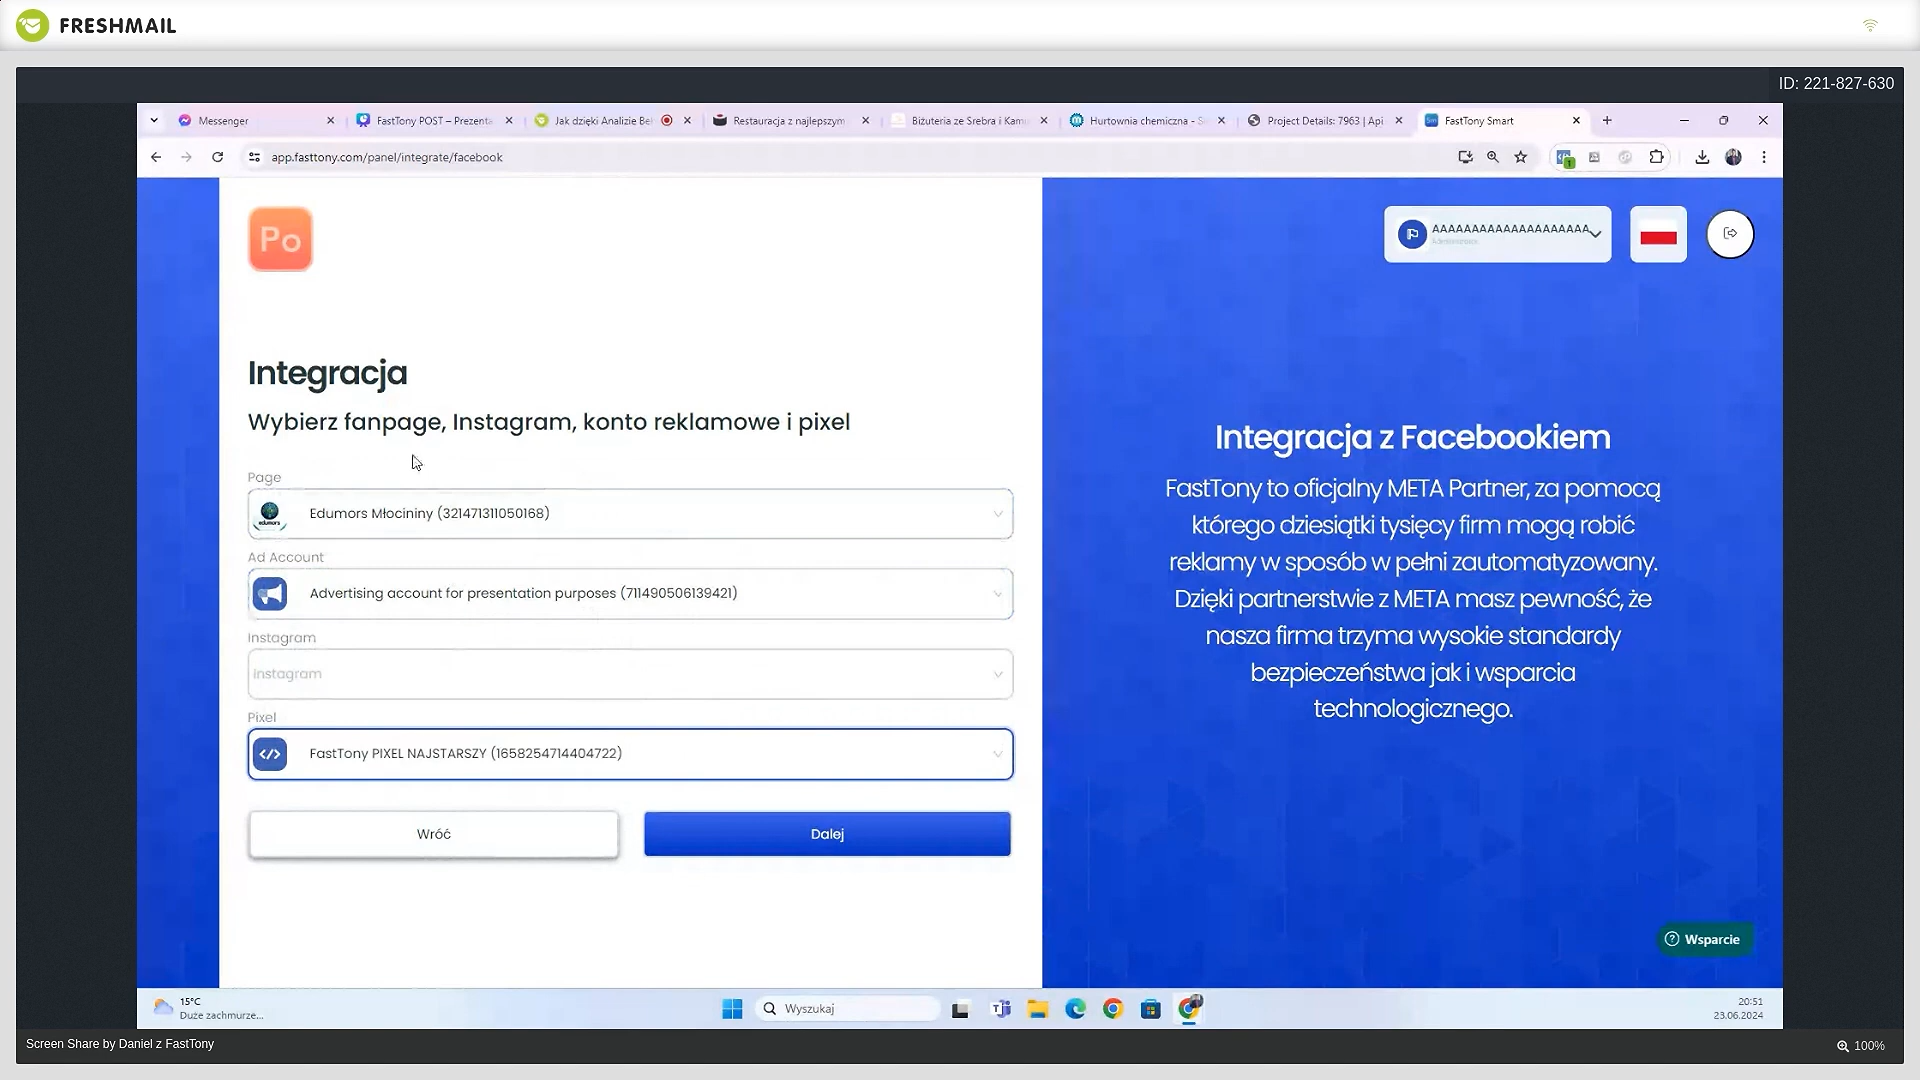 FRESHMAIL
ID: 221-827-630
Messenger
FastTony POST – Prezenta
Jak dzięki Analizie Be
Restauracja z najlepszym
Biżuteria ze Srebra i Kami
Hurtownia chemiczna - S
Project Details: 7963 | Api
FastTony Smart
app.fasttony.com/panel/integrate/facebook
1
Po
AAAAAAAAAAAAAAAAAAAA
Integracja
Wybierz fanpage, Instagram, konto reklamowe i pixel
Page
edumors
Edumors Młocininy (321471311050168)
Ad Account
Advertising account for presentation purposes (711490506139421)
Instagram
Instagram
Pixel
FastTony PIXEL NAJSTARSZY (1658254714404722)
Wróć
Dalej
Integracja z Facebookiem
FastTony to oficjalny META Partner, za pomocą
którego dziesiątki tysięcy firm mogą robić
reklamy w sposób w pełni zautomatyzowany.
Dzięki partnerstwie z META masz pewność, że
nasza firma trzyma wysokie standardy
bezpieczeństwa jak i wsparcia
technologicznego.
Wsparcie
15°C
Duże zachmurze...
Wyszukaj
20:51
23.06.2024
Screen Share by Daniel z FastTony
100%